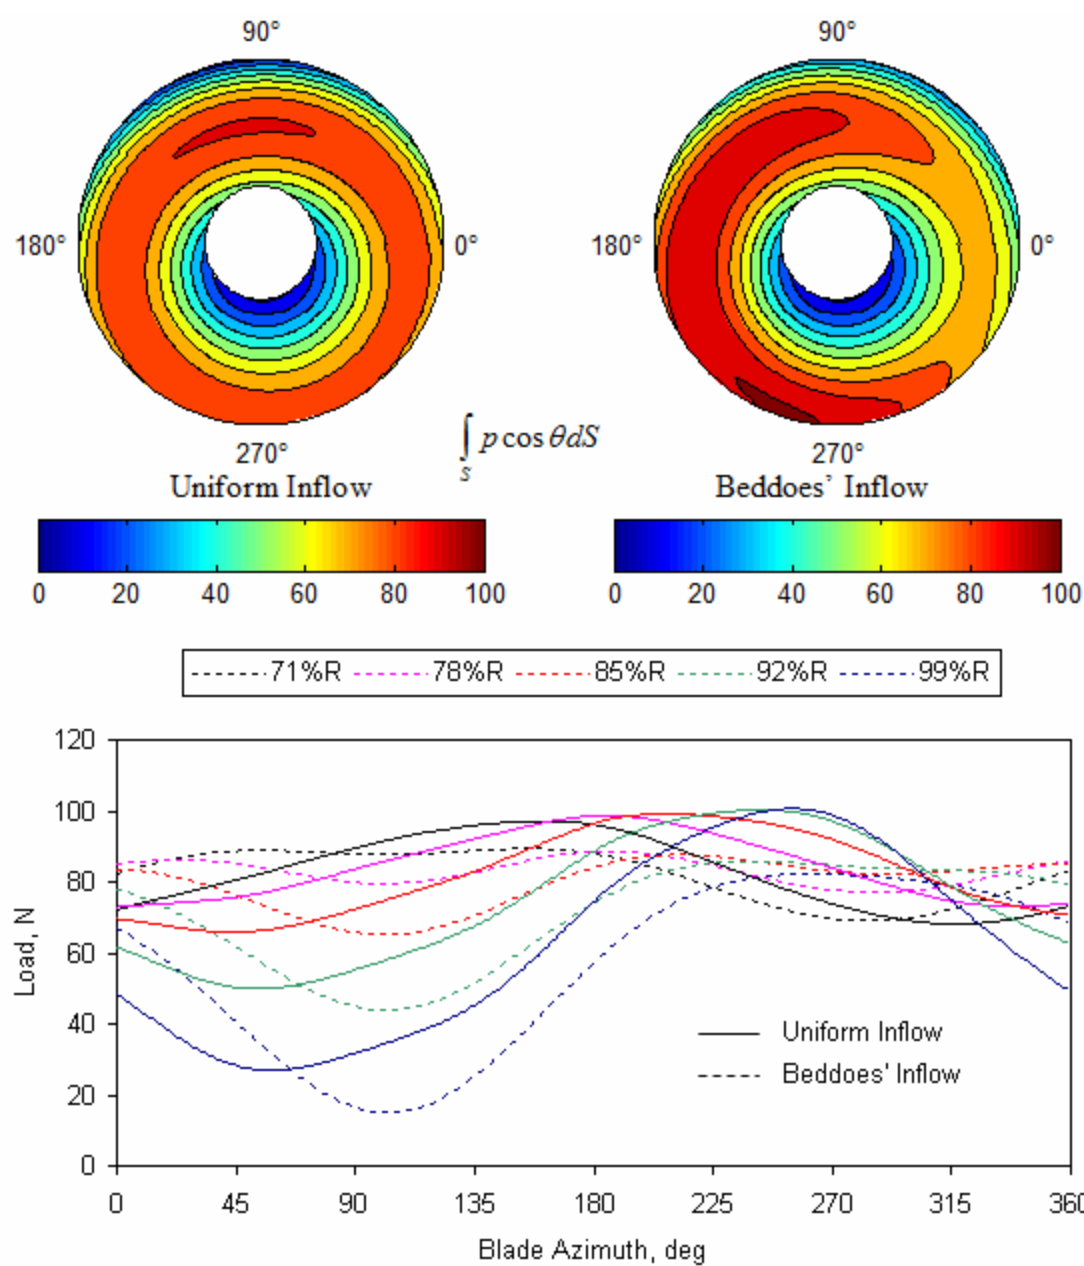 90° 90°
180° 0° 180° 0°
270° 270°
∫ₛ p cos θdS
Uniform Inflow Beddoes’ Inflow
0 20 40 60 80 100 0 20 40 60 80 100
71%R 78%R 85%R 92%R 99%R
120
100
80
60
40
20
0
Load, N
Uniform Inflow
Beddoes' Inflow
0 45 90 135 180 225 270 315 360
Blade Azimuth, deg